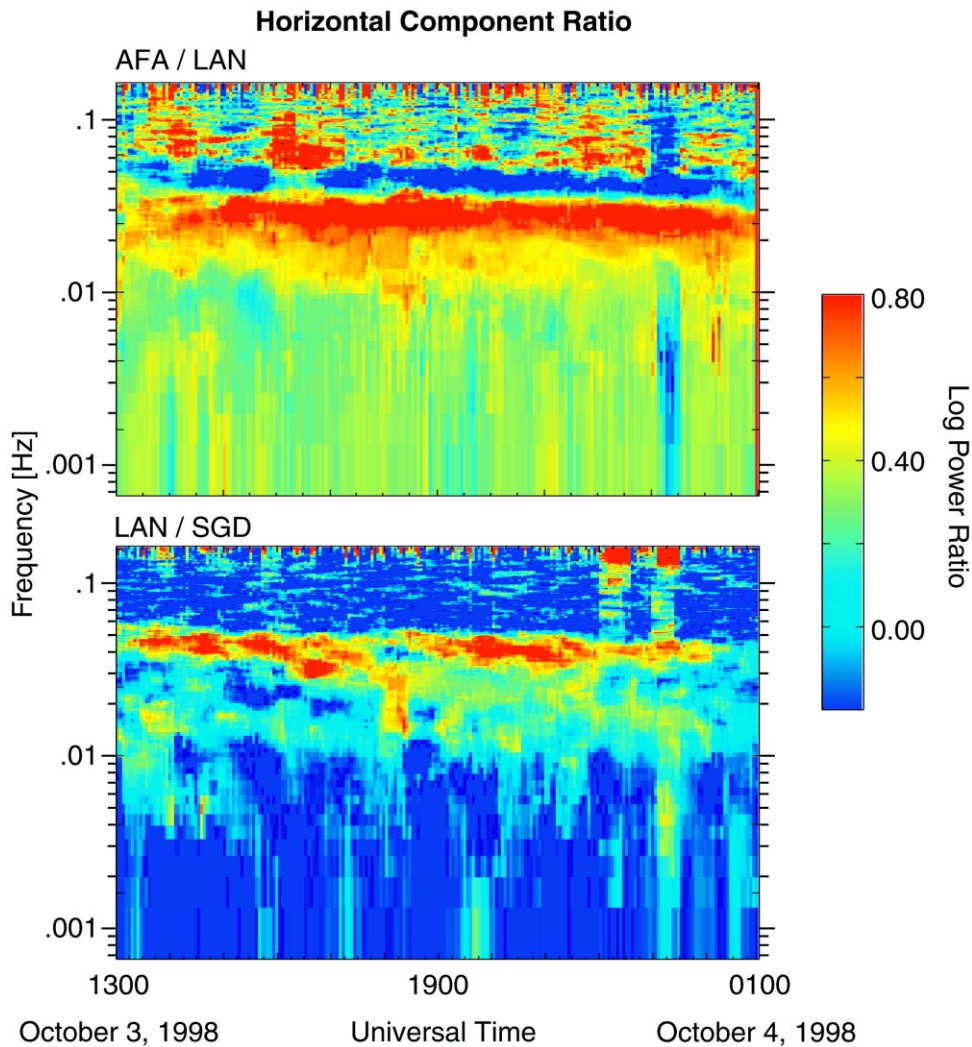 Horizontal Component Ratio
AFA / LAN
.1
.01
.001
0.80
0.40
0.00
Log Power Ratio
Frequency [Hz]
LAN / SGD
.1
.01
.001
1300
1900
0100
October 3, 1998
Universal Time
October 4, 1998